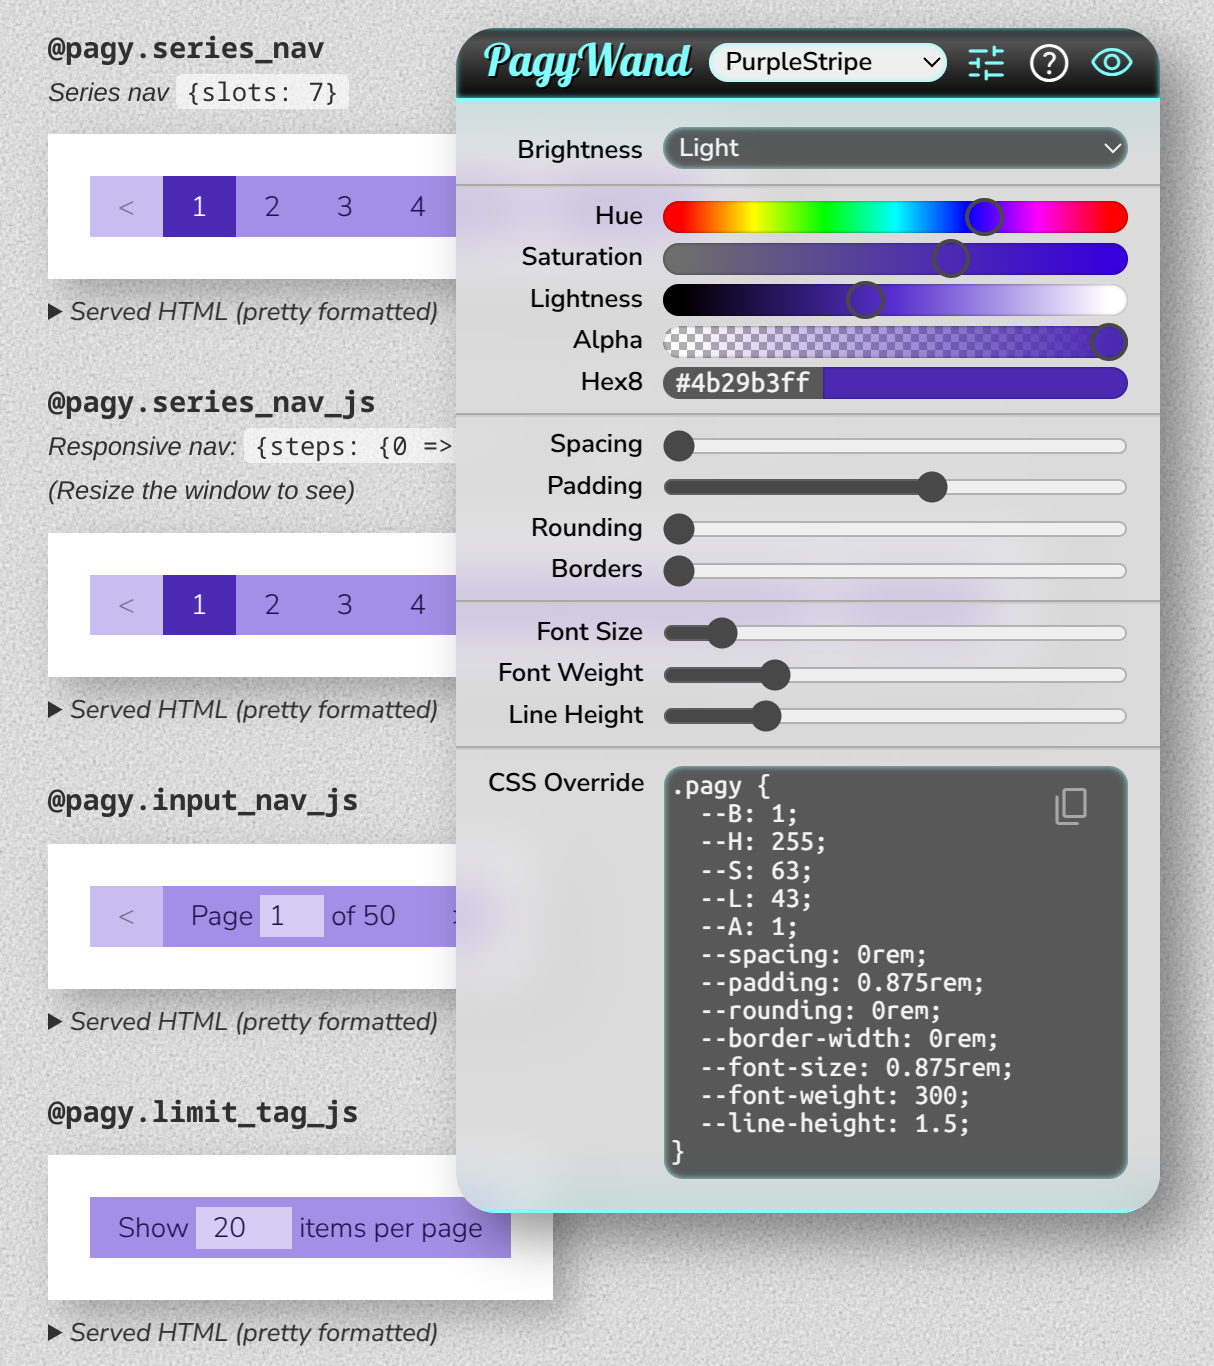 @pagy.series_nav
Series nav {slots: 7}
< 1 2 3 4
▶ Served HTML (pretty formatted)
@pagy.series_nav_js
Responsive nav: {steps: {0 =>
(Resize the window to see)
< 1 2 3 4
▶ Served HTML (pretty formatted)
@pagy.input_nav_js
< Page 1 of 50 >
▶ Served HTML (pretty formatted)
@pagy.limit_tag_js
Show 20 items per page
▶ Served HTML (pretty formatted)
PagyWand PurpleStripe
Brightness Light
Hue
Saturation
Lightness
Alpha
Hex8 #4b29b3ff
Spacing
Padding
Rounding
Borders
Font Size
Font Weight
Line Height
CSS Override
.pagy {
--B: 1;
--H: 255;
--S: 63;
--L: 43;
--A: 1;
--spacing: 0rem;
--padding: 0.875rem;
--rounding: 0rem;
--border-width: 0rem;
--font-size: 0.875rem;
--font-weight: 300;
--line-height: 1.5;
}